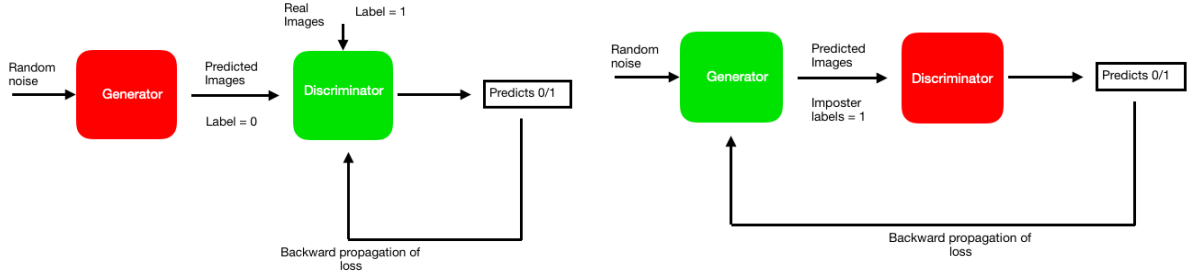 Real
Images
Label = 1
Random
noise
Generator
Predicted
Images
Label = 0
Discriminator
Predicts 0/1
Backward propagation of
loss
Random
noise
Generator
Predicted
Images
Imposter
labels = 1
Discriminator
Predicts 0/1
Backward propagation of
loss